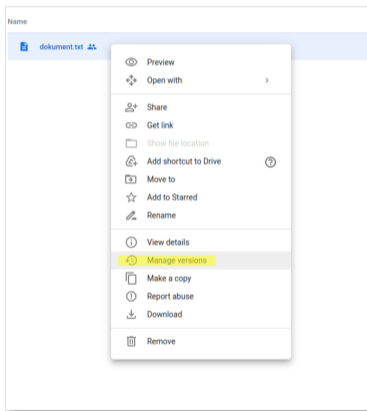 Name
dokument.txt
Preview
Open with
Share
Get link
Show file location
Add shortcut to Drive
Move to
Add to Starred
Rename
View details
Manage versions
Make a copy
Report abuse
Download
Remove